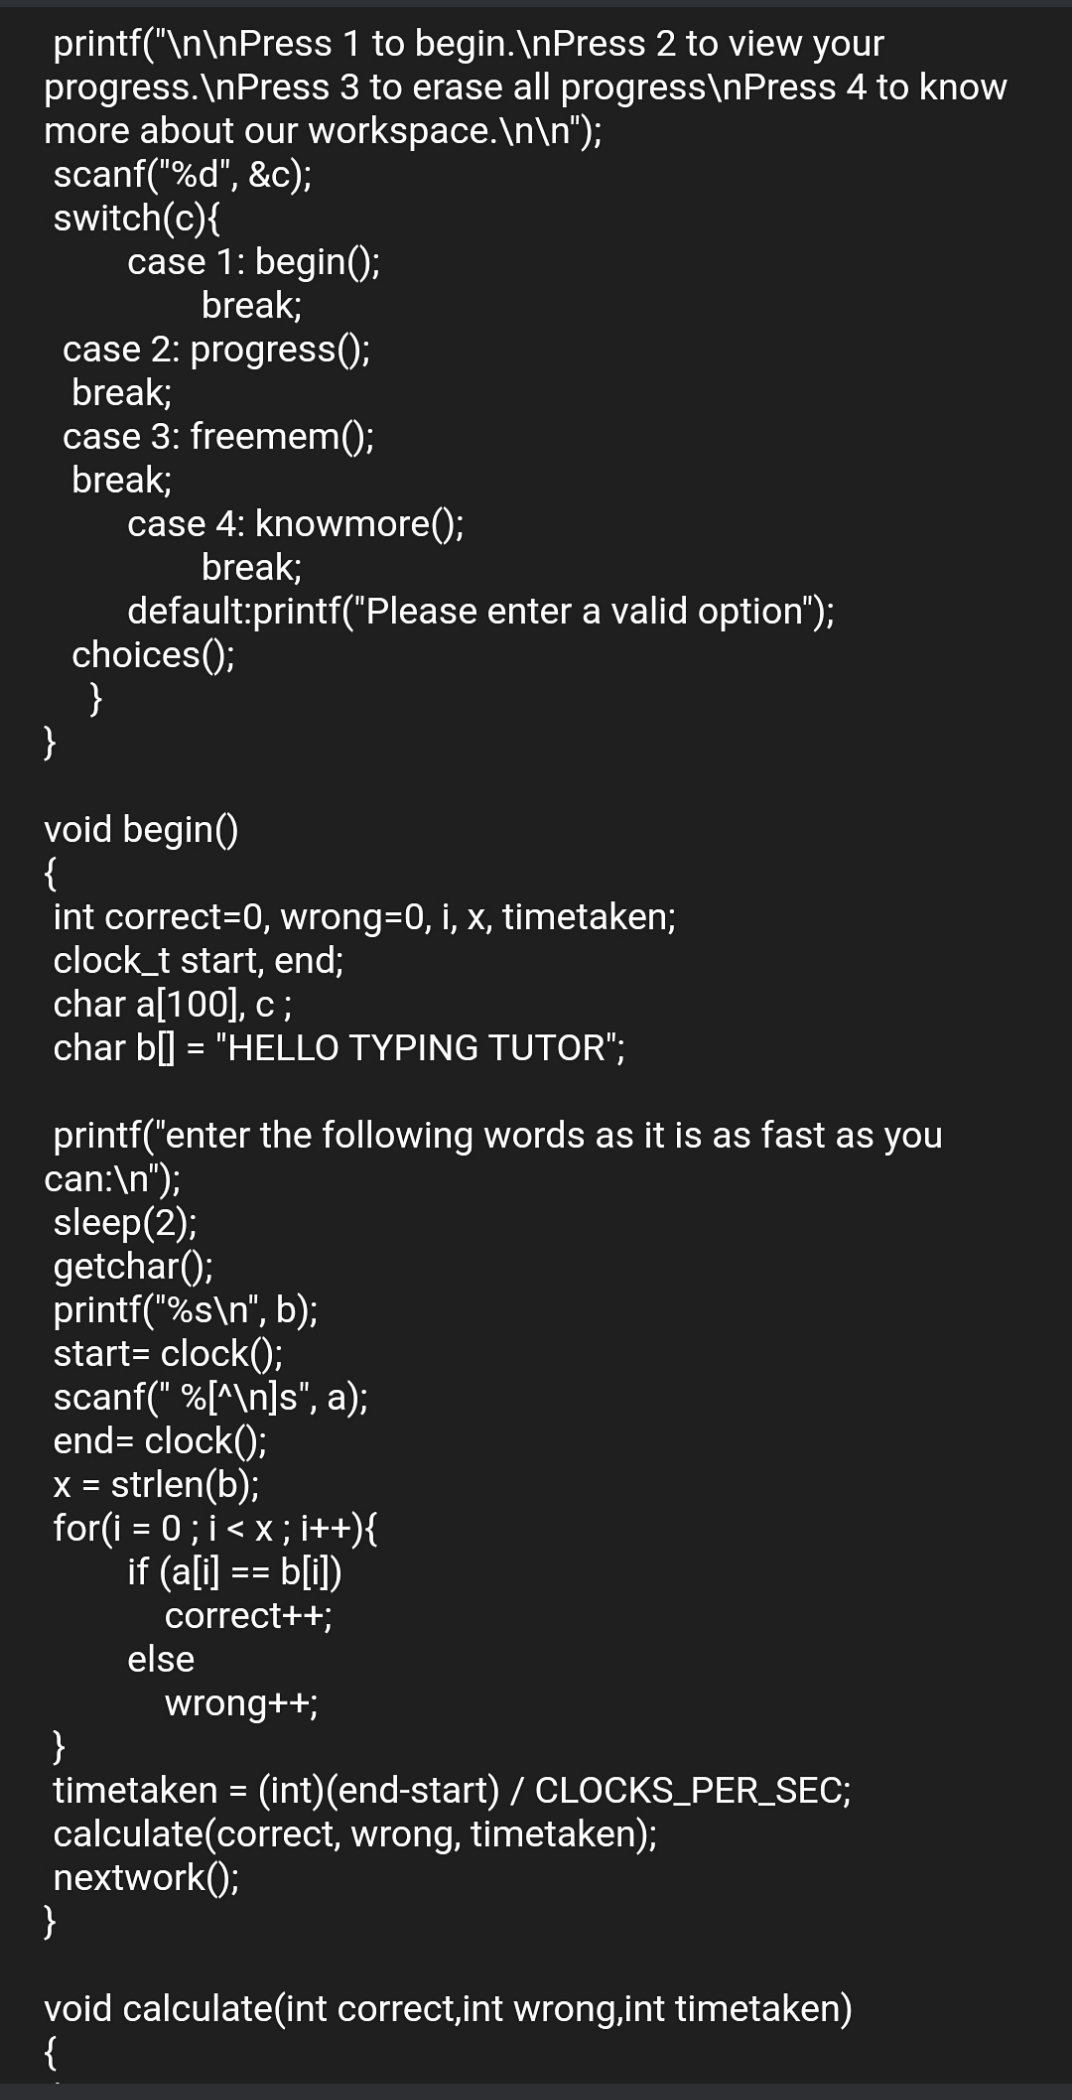 printf("\n\nPress 1 to begin.\nPress 2 to view your
progress.\nPress 3 to erase all progress\nPress 4 to know
more about our workspace.\n\n");
scanf("%d", &c);
switch(c){
case 1: begin();
break;
case 2: progress();
break;
case 3: freemem();
break;
case 4: knowmore();
break;
default:printf("Please enter a valid option");
choices();
}
}
void begin()
{
int correct=0, wrong=0, i, x, timetaken;
clock_t start, end;
char a[100], c ;
char b[] = "HELLO TYPING TUTOR";
printf("enter the following words as it is as fast as you
can:\n");
sleep(2);
getchar();
printf("%s\n", b);
start= clock();
scanf(" %[^\n]s", a);
end= clock();
x = strlen(b);
for(i = 0 ; i < x ; i++){
if (a[i] == b[i])
correct++;
else
wrong++;
}
timetaken = (int)(end-start) / CLOCKS_PER_SEC;
calculate(correct, wrong, timetaken);
nextwork();
}
void calculate(int correct,int wrong,int timetaken)
{